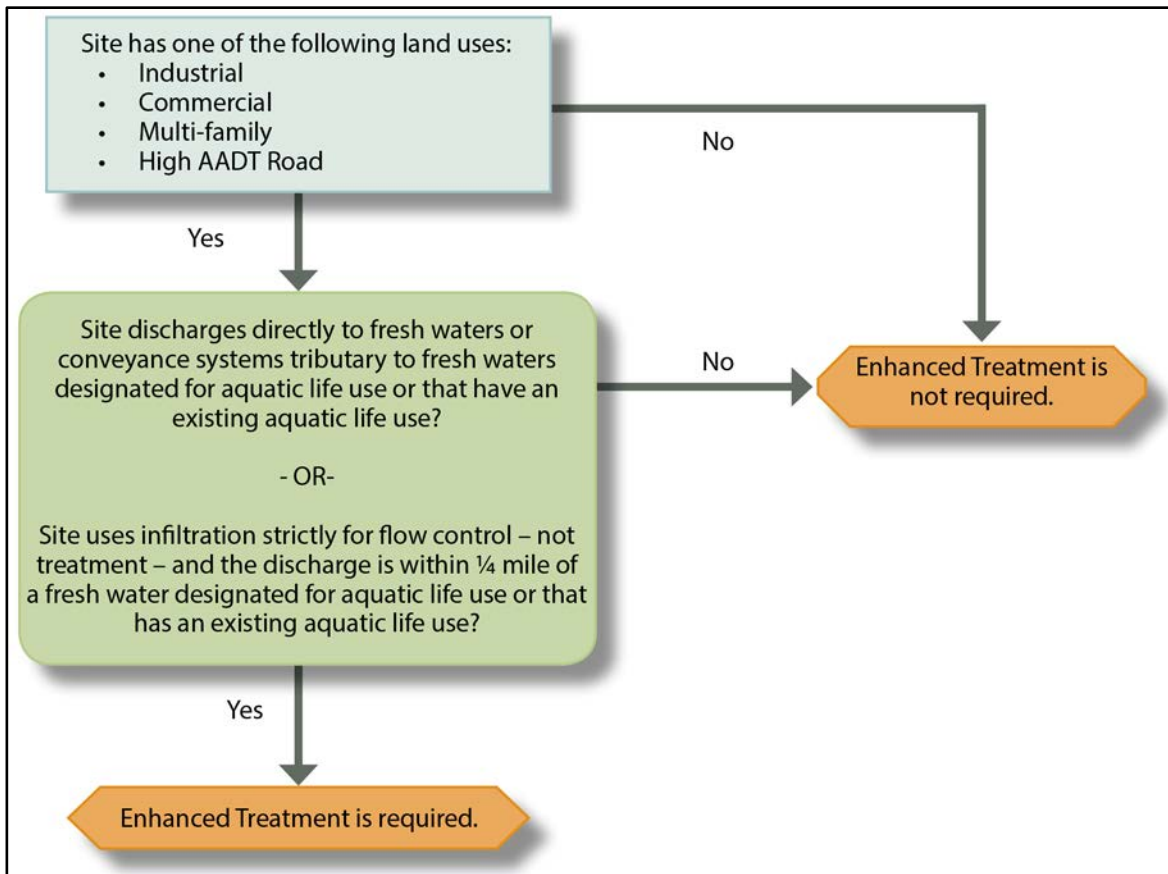 Site has one of the following land uses:
• Industrial
• Commercial
• Multi-family
• High AADT Road
No
Yes
Site discharges directly to fresh waters or
conveyance systems tributary to fresh waters
designated for aquatic life use or that have an
existing aquatic life use?
- OR-
Site uses infiltration strictly for flow control – not
treatment – and the discharge is within ¼ mile of
a fresh water designated for aquatic life use or that
has an existing aquatic life use?
No
Enhanced Treatment is
not required.
Yes
Enhanced Treatment is required.